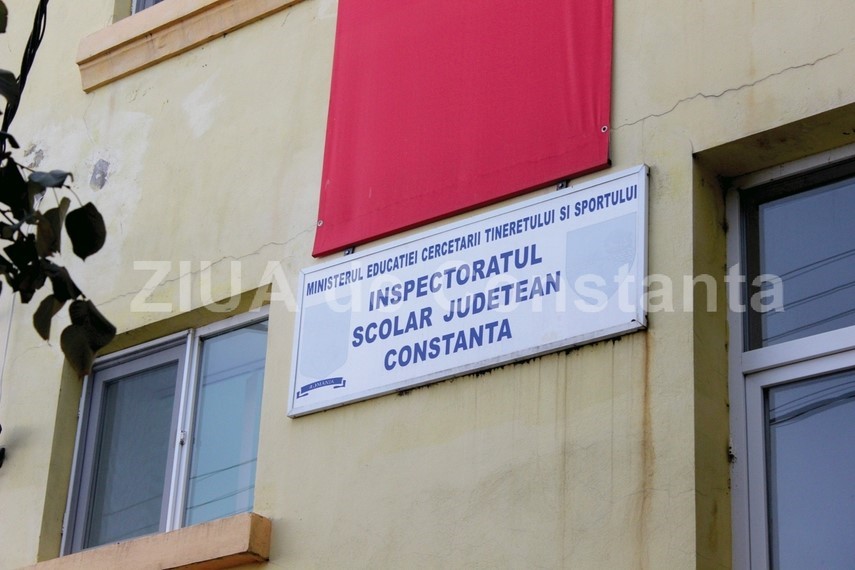 MINISTERUL EDUCATIEI CERCETARII TINERETULUI SI SPORTULUI
INSPECTORATUL
SCOLAR JUDETEAN
CONSTANTA
ZIUA de Constanta